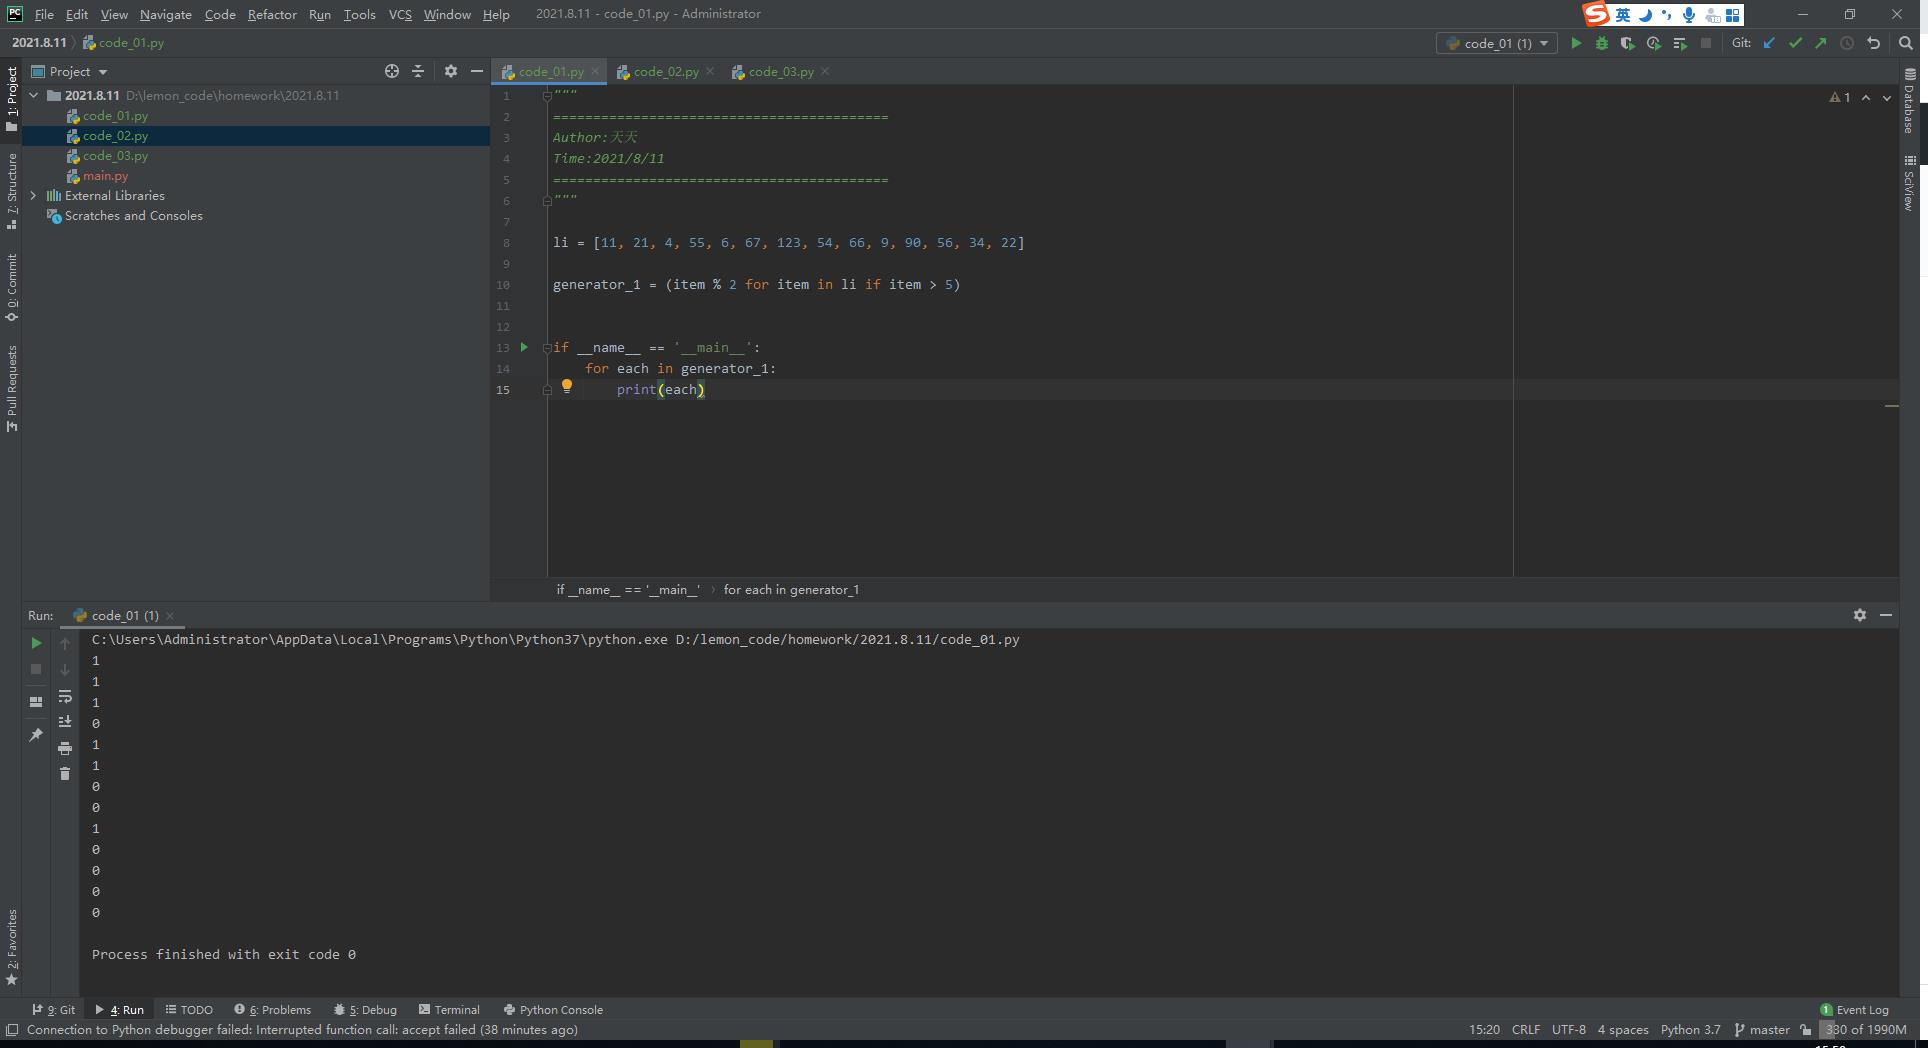 File Edit View Navigate Code Refactor Run Tools VCS Window Help 2021.8.11 - code_01.py - Administrator
英
2021.8.11 code_01.py
code_01 (1)
Git:
Project
code_01.py
code_02.py
code_03.py
1: Project
7: Structure
0: Commit
Pull Requests
2: Favorites
Database
SciView
2021.8.11 D:\lemon_code\homework\2021.8.11
code_01.py
code_02.py
code_03.py
main.py
External Libraries
Scratches and Consoles
1
1 """
2 ==========================================
3 Author:天天
4 Time:2021/8/11
5 ==========================================
6 """
7
8 li = [11, 21, 4, 55, 6, 67, 123, 54, 66, 9, 90, 56, 34, 22]
9
10 generator_1 = (item % 2 for item in li if item > 5)
11
12
13 if __name__ == '__main__':
14 for each in generator_1:
15 print(each)
if __name__ == '__main__' › for each in generator_1
Run: code_01 (1)
C:\Users\Administrator\AppData\Local\Programs\Python\Python37\python.exe D:/lemon_code/homework/2021.8.11/code_01.py
1
1
1
0
1
1
0
0
1
0
0
0
0
Process finished with exit code 0
9: Git 4: Run TODO 6: Problems 5: Debug Terminal Python Console
1 Event Log
Connection to Python debugger failed: Interrupted function call: accept failed (38 minutes ago)
15:20 CRLF UTF-8 4 spaces Python 3.7 master 330 of 1990M